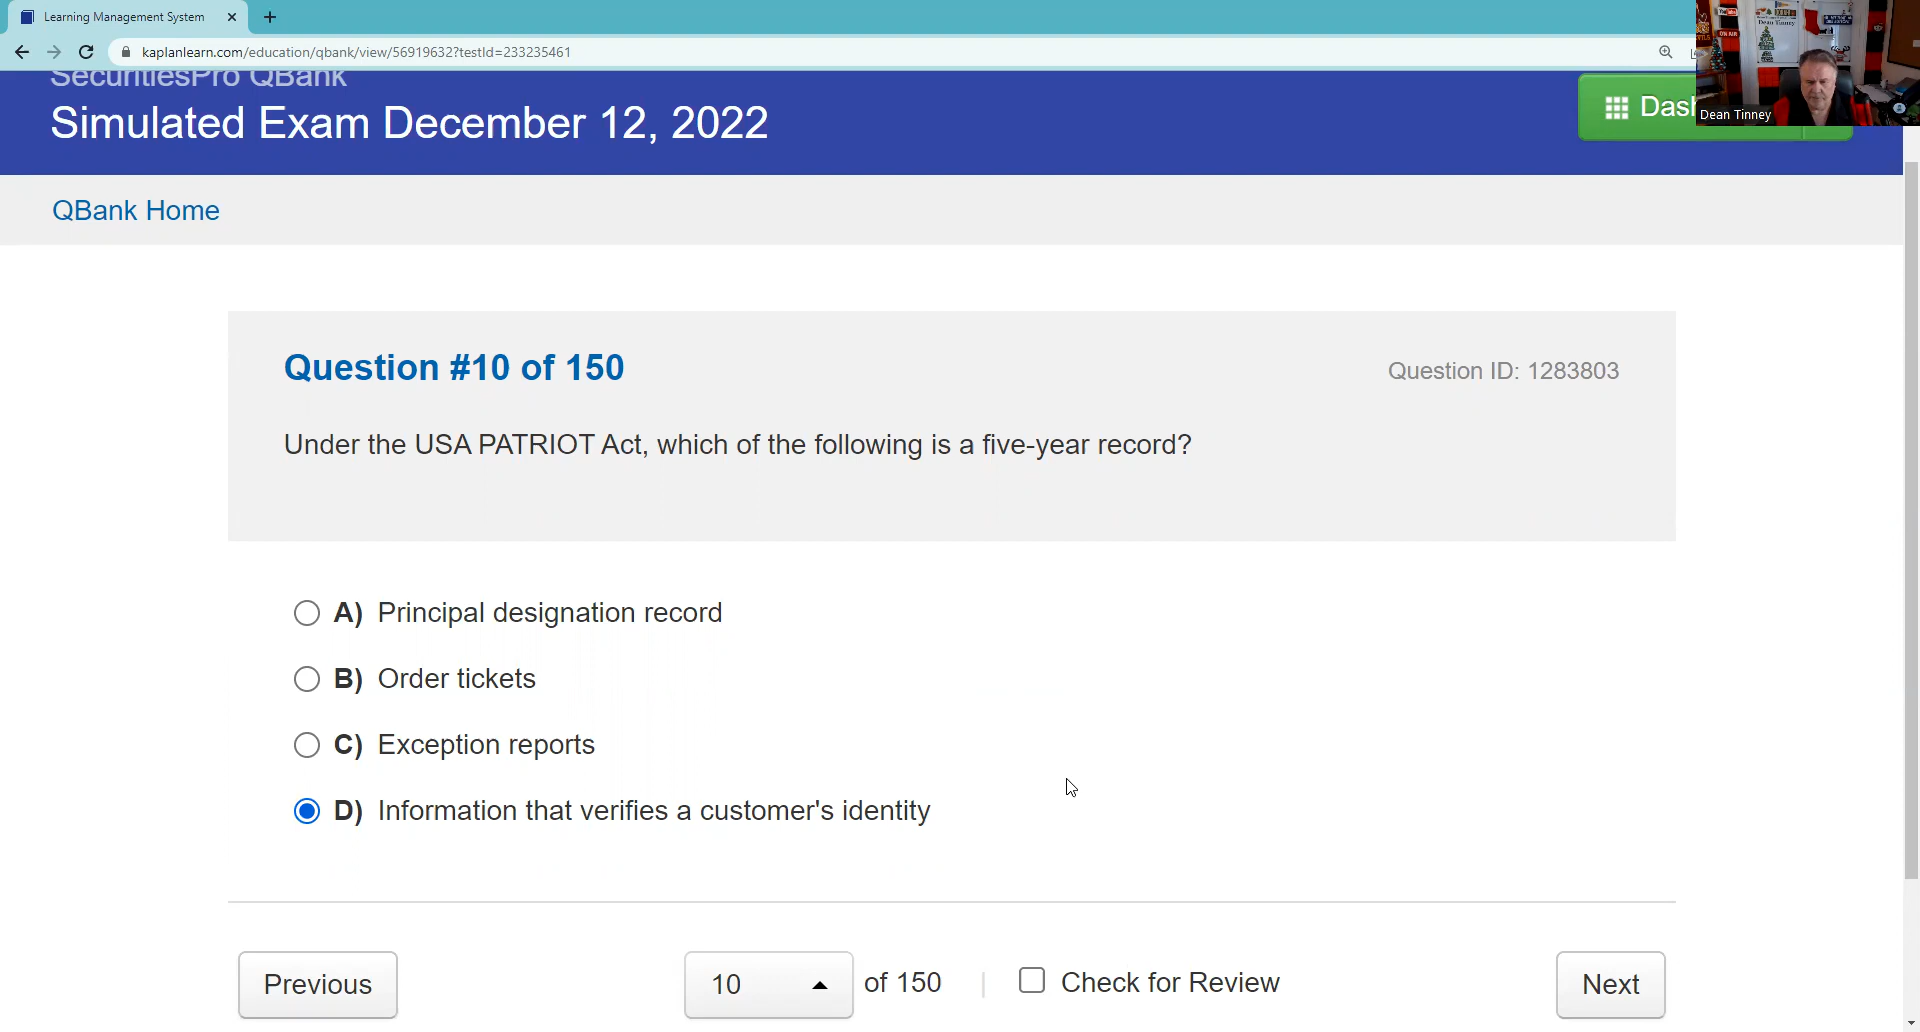 Learning Management System
kaplanlearn.com/education/qbank/view/56919632?testId=233235461
SecuritiesPro QBank
Simulated Exam December 12, 2022
Dash
Dean Tinney
QBank Home
Question #10 of 150
Question ID: 1283803
Under the USA PATRIOT Act, which of the following is a five-year record?
A) Principal designation record
B) Order tickets
C) Exception reports
D) Information that verifies a customer's identity
Previous
10
of 150
Check for Review
Next